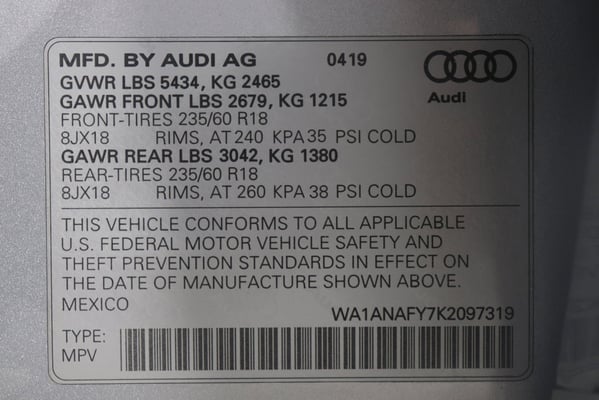 MFD. BY AUDI AG 0419
GVWR LBS 5434, KG 2465
Audi
GAWR FRONT LBS 2679, KG 1215
FRONT-TIRES 235/60 R18
8JX18 RIMS, AT 240 KPA 35 PSI COLD
GAWR REAR LBS 3042, KG 1380
REAR-TIRES 235/60 R18
8JX18 RIMS, AT 260 KPA 38 PSI COLD
THIS VEHICLE CONFORMS TO ALL APPLICABLE
U.S. FEDERAL MOTOR VEHICLE SAFETY AND
THEFT PREVENTION STANDARDS IN EFFECT ON
THE DATE OF MANUFACTURE SHOWN ABOVE.
MEXICO
WA1ANAFY7K2097319
TYPE:
MPV